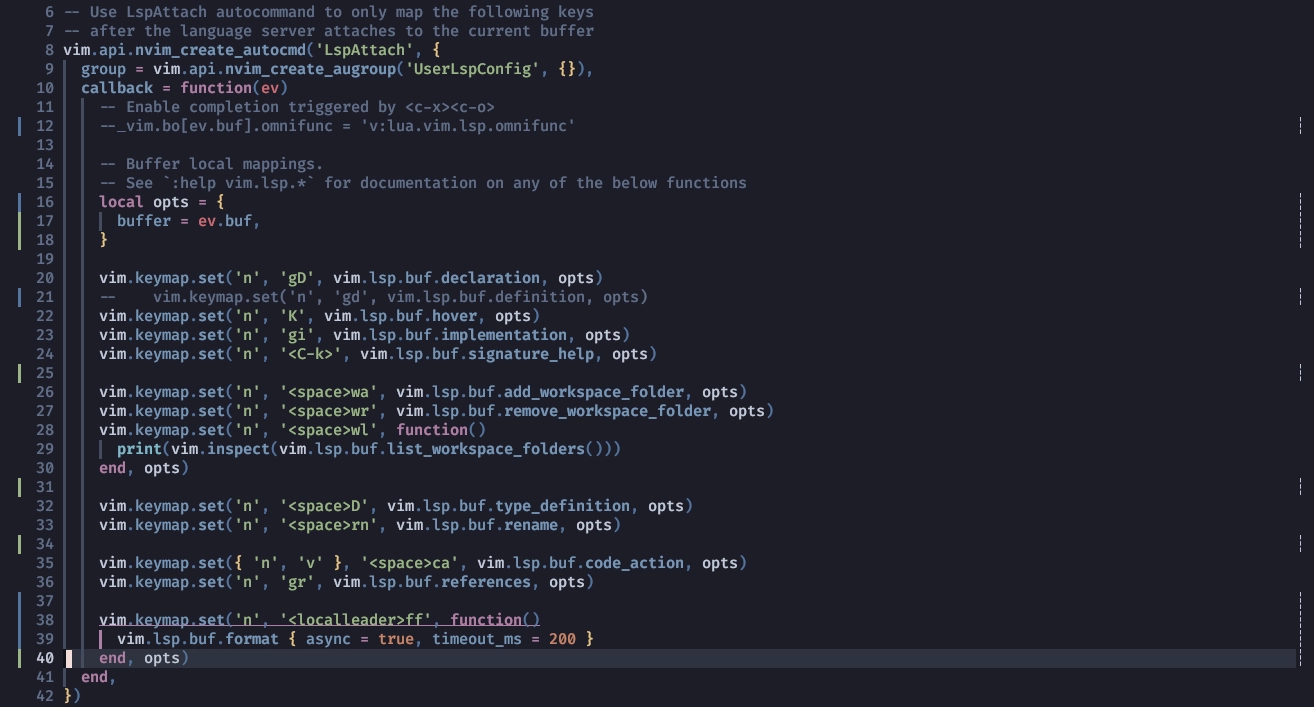 6 -- Use LspAttach autocommand to only map the following keys
7 -- after the language server attaches to the current buffer
8 vim.api.nvim_create_autocmd('LspAttach', {
9   group = vim.api.nvim_create_augroup('UserLspConfig', {}),
10   callback = function(ev)
11     -- Enable completion triggered by <c-x><c-o>
12     --_vim.bo[ev.buf].omnifunc = 'v:lua.vim.lsp.omnifunc'
13
14     -- Buffer local mappings.
15     -- See `:help vim.lsp.*` for documentation on any of the below functions
16     local opts = {
17       buffer = ev.buf,
18     }
19
20     vim.keymap.set('n', 'gD', vim.lsp.buf.declaration, opts)
21     --    vim.keymap.set('n', 'gd', vim.lsp.buf.definition, opts)
22     vim.keymap.set('n', 'K', vim.lsp.buf.hover, opts)
23     vim.keymap.set('n', 'gi', vim.lsp.buf.implementation, opts)
24     vim.keymap.set('n', '<C-k>', vim.lsp.buf.signature_help, opts)
25
26     vim.keymap.set('n', '<space>wa', vim.lsp.buf.add_workspace_folder, opts)
27     vim.keymap.set('n', '<space>wr', vim.lsp.buf.remove_workspace_folder, opts)
28     vim.keymap.set('n', '<space>wl', function()
29       print(vim.inspect(vim.lsp.buf.list_workspace_folders()))
30     end, opts)
31
32     vim.keymap.set('n', '<space>D', vim.lsp.buf.type_definition, opts)
33     vim.keymap.set('n', '<space>rn', vim.lsp.buf.rename, opts)
34
35     vim.keymap.set({ 'n', 'v' }, '<space>ca', vim.lsp.buf.code_action, opts)
36     vim.keymap.set('n', 'gr', vim.lsp.buf.references, opts)
37
38     vim.keymap.set('n', '<localleader>ff', function()
39       vim.lsp.buf.format { async = true, timeout_ms = 200 }
40     end, opts)
41   end,
42 })